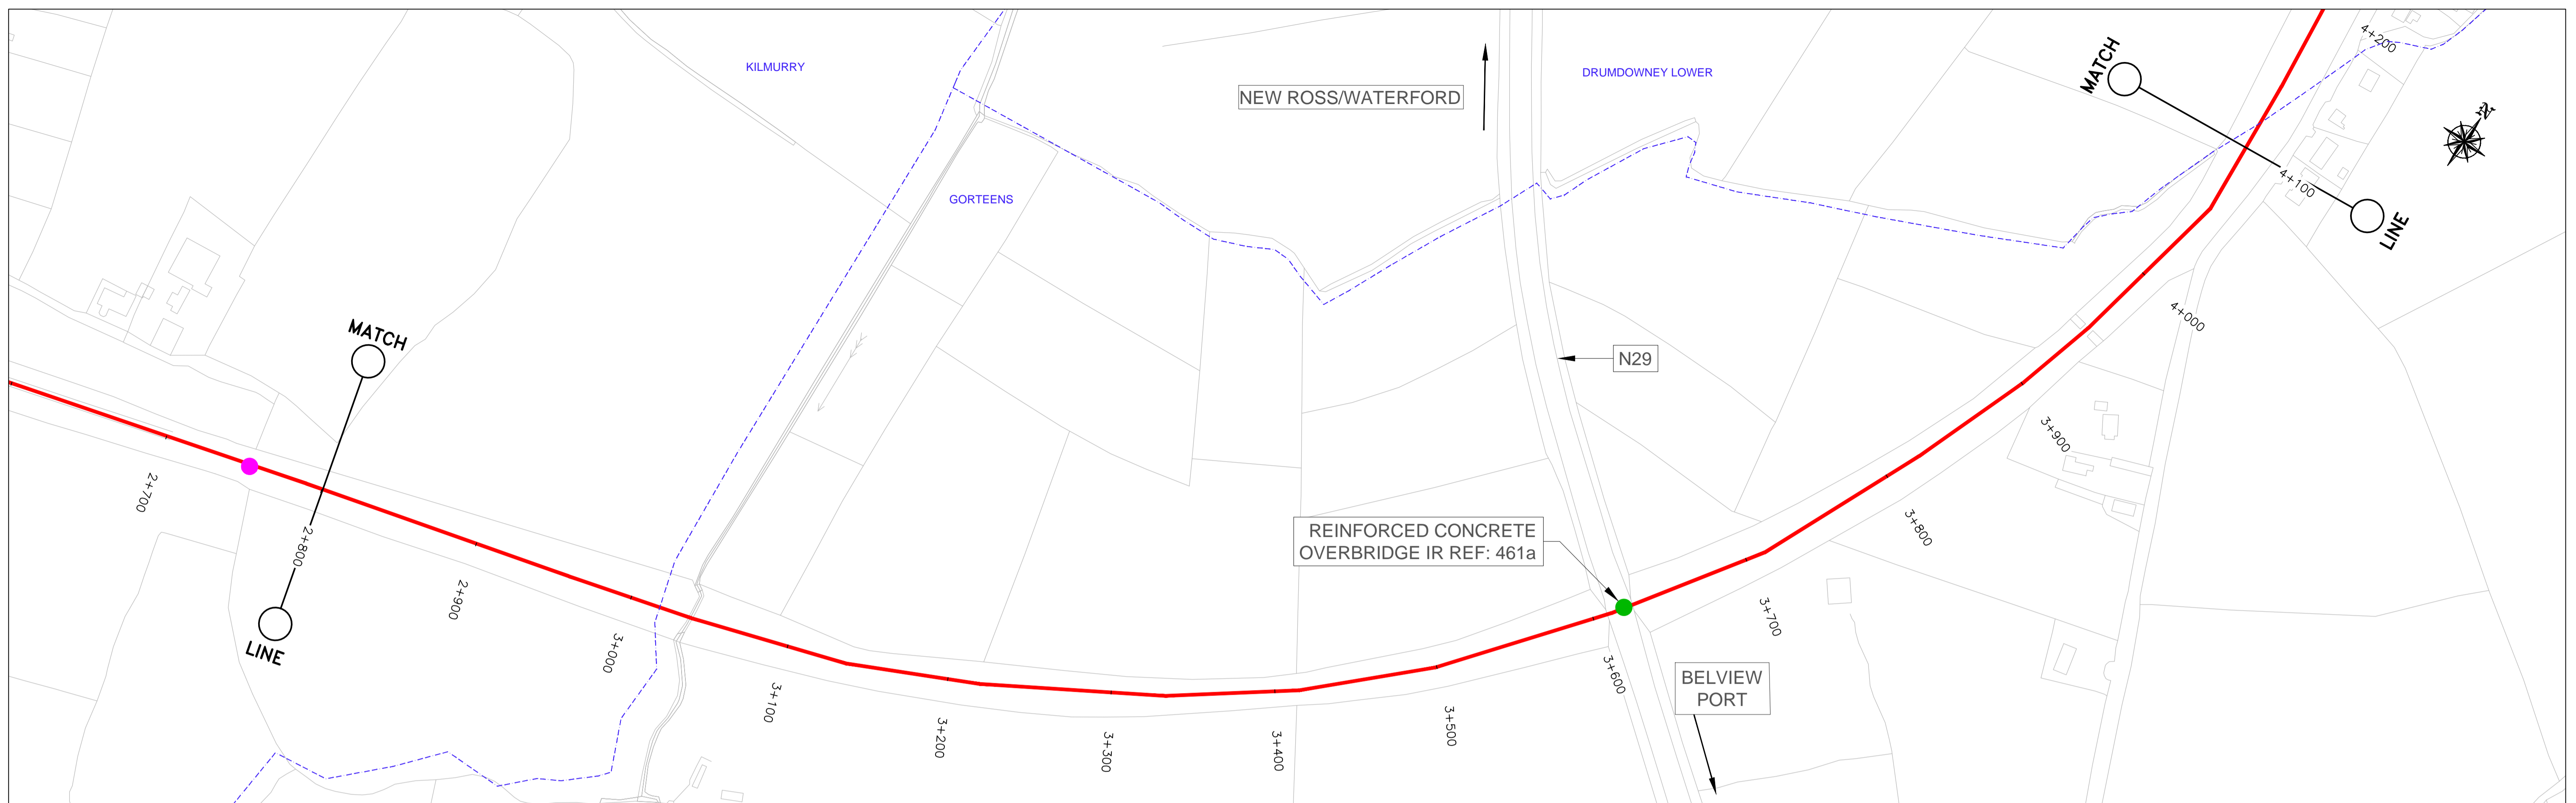 KILMURRY
NEW ROSS/WATERFORD
DRUMDOWNEY LOWER
MATCH
4+200
N
GORTEENS
4+100
LINE
MATCH
N29
4+000
2+700
2+800
LINE
2+900
3+000
3+100
3+200
3+300
3+400
3+500
REINFORCED CONCRETE
OVERBRIDGE IR REF: 461a
3+600
3+700
3+800
3+900
BELVIEW
PORT